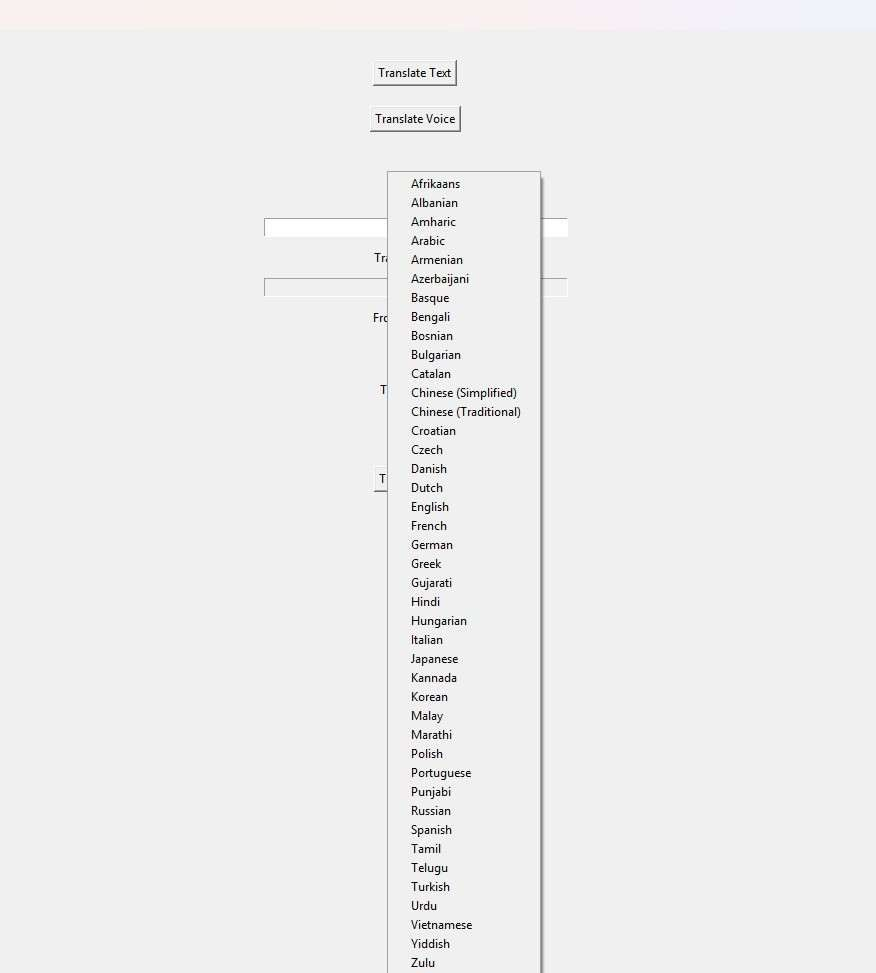 Translate Text
Translate Voice
Afrikaans
Albanian
Amharic
Arabic
Armenian
Azerbaijani
Basque
Bengali
Bosnian
Bulgarian
Catalan
Chinese (Simplified)
Chinese (Traditional)
Croatian
Czech
Danish
Dutch
English
French
German
Greek
Gujarati
Hindi
Hungarian
Italian
Japanese
Kannada
Korean
Malay
Marathi
Polish
Portuguese
Punjabi
Russian
Spanish
Tamil
Telugu
Turkish
Urdu
Vietnamese
Yiddish
Zulu